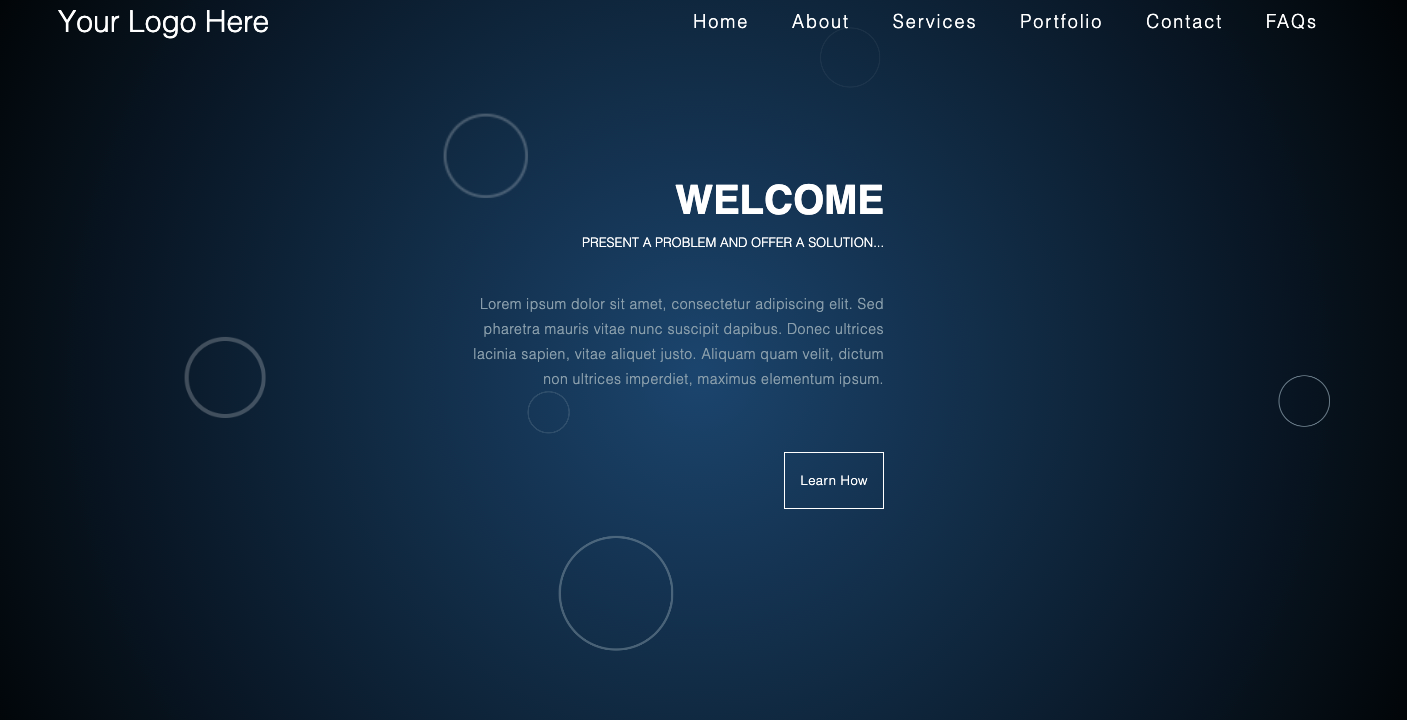 Your Logo Here
Home About Services Portfolio Contact FAQs
WELCOME
PRESENT A PROBLEM AND OFFER A SOLUTION...
Lorem ipsum dolor sit amet, consectetur adipiscing elit. Sed
pharetra mauris vitae nunc suscipit dapibus. Donec ultrices
lacinia sapien, vitae aliquet justo. Aliquam quam velit, dictum
non ultrices imperdiet, maximus elementum ipsum.
Learn How